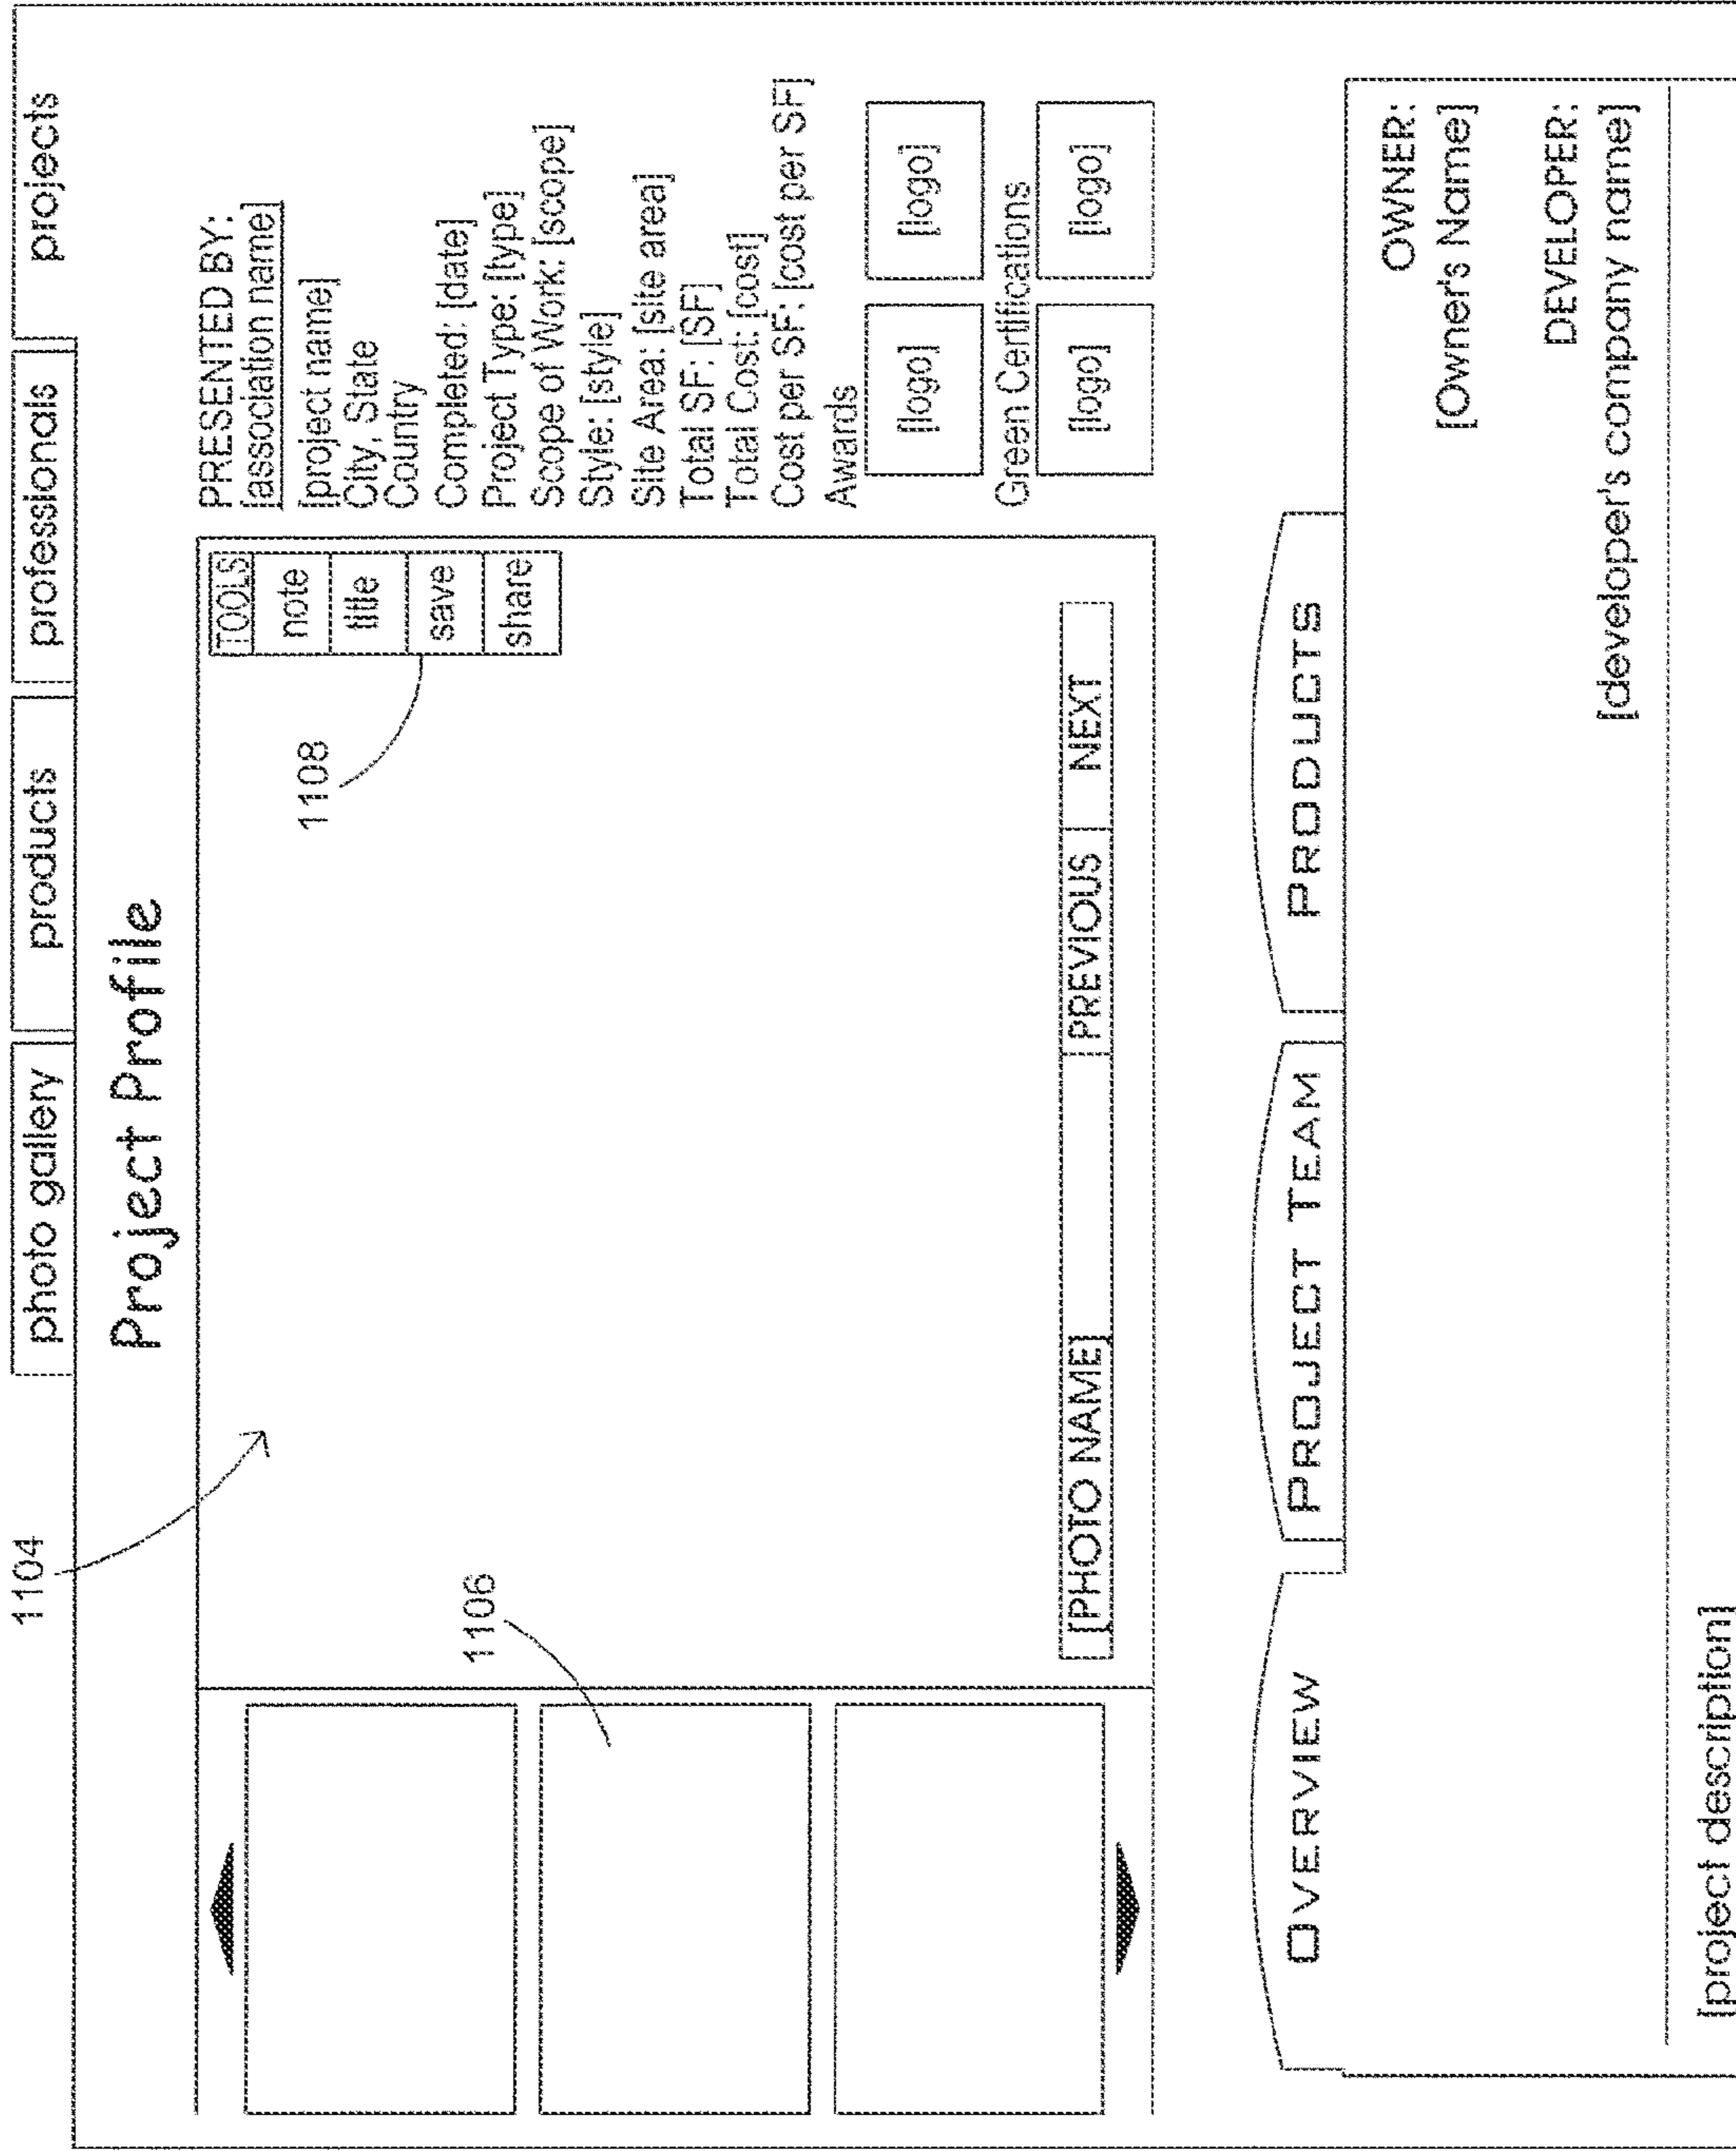 1104
photo gallery
products
professionals
projects
Project Profile
1106
1108
TOOLS
note
title
save
share
[PHOTO NAME]
PREVIOUS
NEXT
PRESENTED BY:
[association name]
[project name]
City, State
Country
Completed: [date]
Project Type: [type]
Scope of Work: [scope]
Style: [style]
Site Area: [site area]
Total SF: [SF]
Total Cost: [cost]
Cost per SF: [cost per SF]
Awards
[logo]
[logo]
Green Certifications
[logo]
[logo]
OVERVIEW
PROJECT TEAM
PRODUCTS
OWNER:
[Owner's Name]
DEVELOPER:
[developer's company name]
[project description]